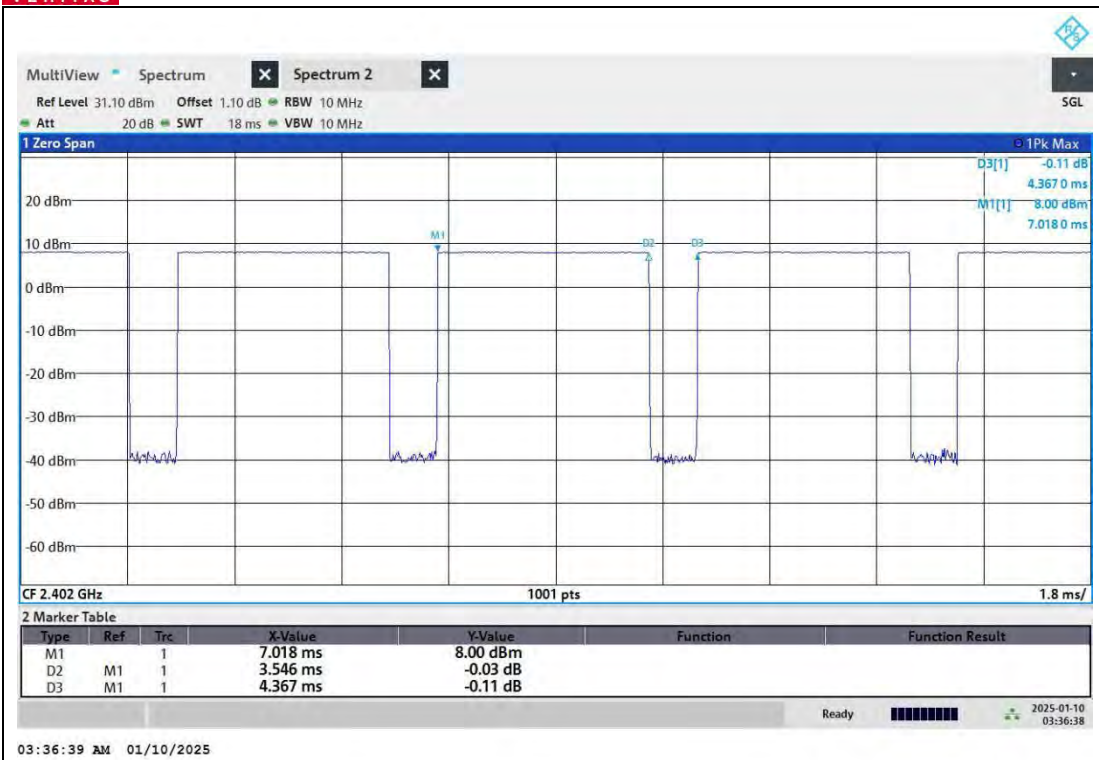 MultiView Spectrum Spectrum 2
Ref Level 31.10 dBm Offset 1.10 dB RBW 10 MHz
SGL
Att 20 dB SWT 18 ms VBW 10 MHz
1 Zero Span 1Pk Max
D3[1] -0.11 dB
4.367 0 ms
20 dBm
M1[1] 8.00 dBm
7.018 0 ms
M1
D2 D3
10 dBm
0 dBm
-10 dBm
-20 dBm
-30 dBm
-40 dBm
-50 dBm
-60 dBm
CF 2.402 GHz 1001 pts 1.8 ms/
2 Marker Table
Type Ref Trc X-Value Y-Value Function Function Result
M1 1 7.018 ms 8.00 dBm
D2 M1 1 3.546 ms -0.03 dB
D3 M1 1 4.367 ms -0.11 dB
Ready 2025-01-10
03:36:38
03:36:39 AM 01/10/2025